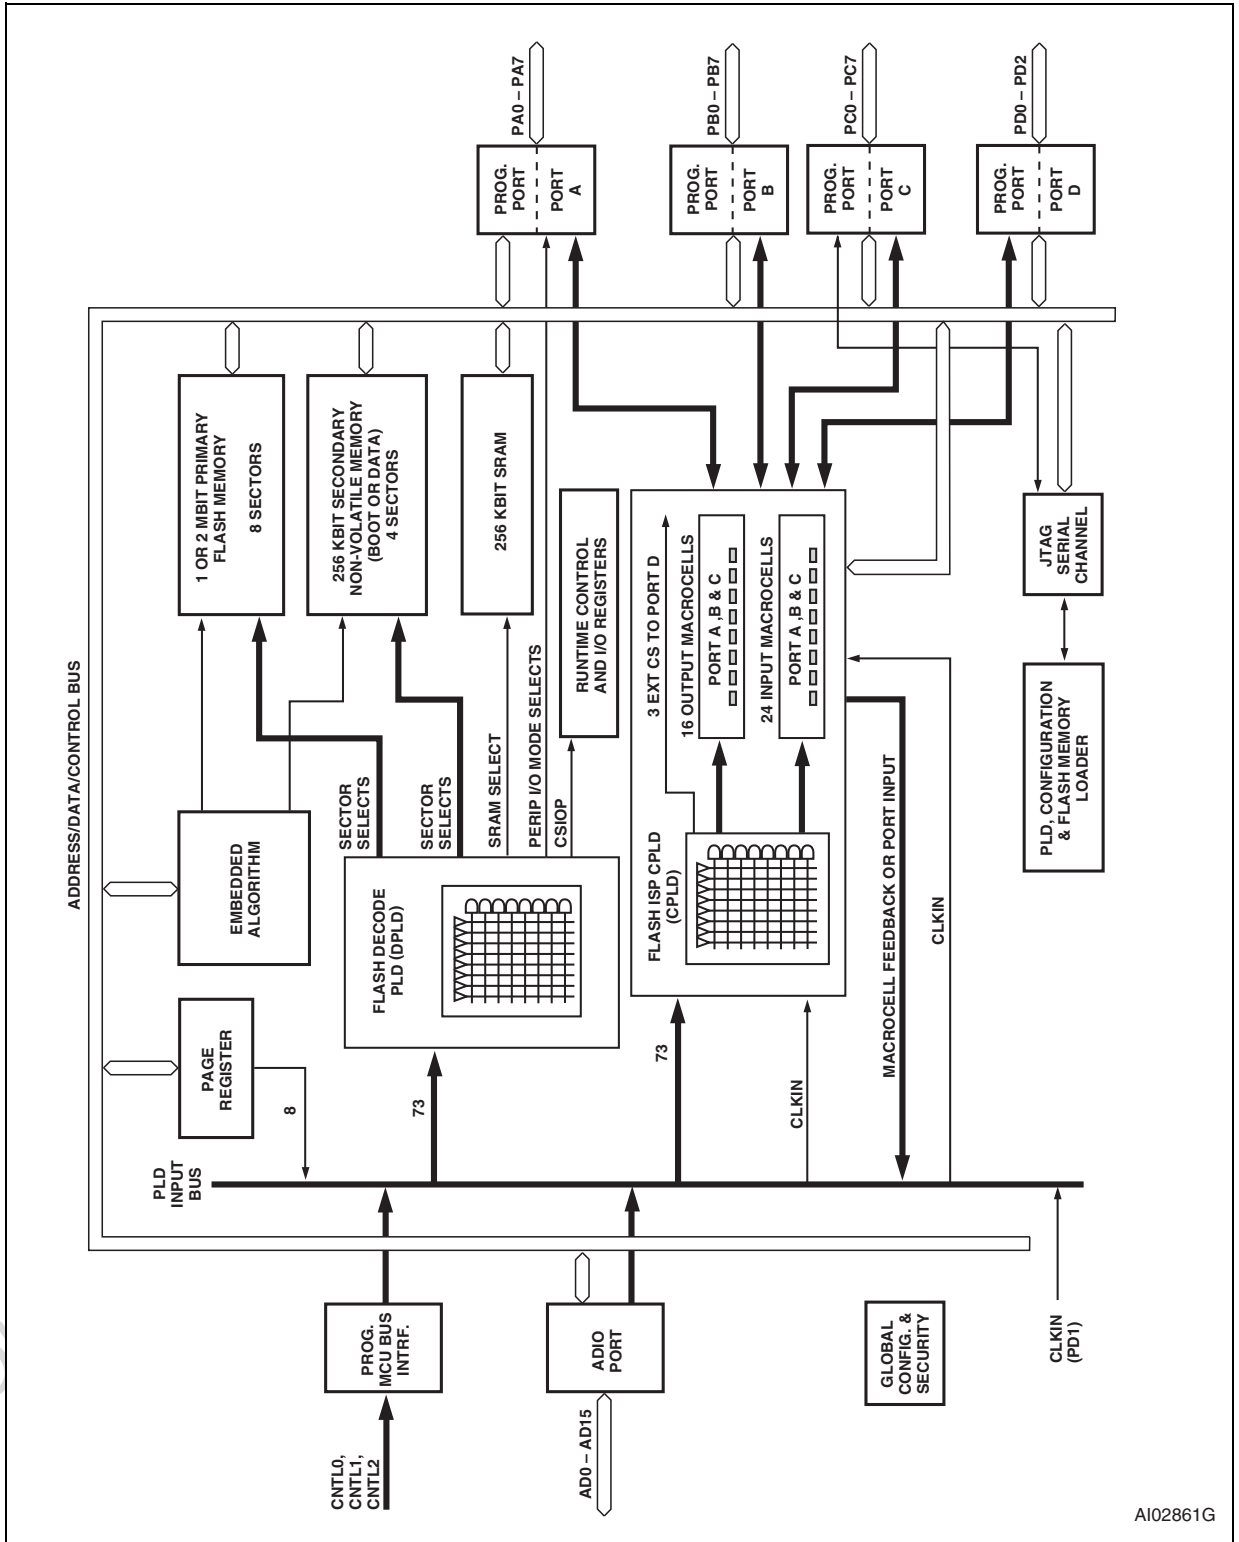 ADDRESS/DATA/CONTROL BUS
CNTL0,
CNTL1,
CNTL2
PROG.
MCU BUS
INTRF.
PLD
INPUT
BUS
PAGE
REGISTER
8
EMBEDDED
ALGORITHM
1 OR 2 MBIT PRIMARY
FLASH MEMORY
8 SECTORS
256 KBIT SECONDARY
NON-VOLATILE MEMORY
(BOOT OR DATA)
4 SECTORS
256 KBIT SRAM
RUNTIME CONTROL
AND I/O REGISTERS
SECTOR
SELECTS
SECTOR
SELECTS
SRAM SELECT
PERIP I/O MODE SELECTS
CSIOP
FLASH DECODE
PLD (DPLD)
73
AD0 – AD15
ADIO
PORT
73
FLASH ISP CPLD
(CPLD)
3 EXT CS TO PORT D
16 OUTPUT MACROCELLS
PORT A ,B & C
24 INPUT MACROCELLS
PORT A ,B & C
CLKIN
MACROCELL FEEDBACK OR PORT INPUT
CLKIN
GLOBAL
CONFIG. &
SECURITY
CLKIN
(PD1)
PLD, CONFIGURATION
& FLASH MEMORY
LOADER
JTAG
SERIAL
CHANNEL
PROG.
PORT
PORT
A
PA0 – PA7
PROG.
PORT
PORT
B
PB0 – PB7
PROG.
PORT
PORT
C
PC0 – PC7
PROG.
PORT
PORT
D
PD0 – PD2
AI02861G